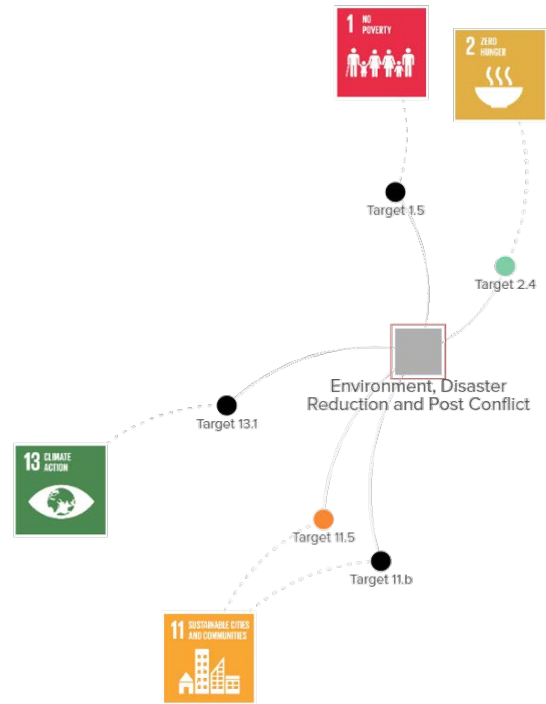 1 NO
POVERTY
2 ZERO
HUNGER
Target 1.5
Target 2.4
Environment, Disaster
Reduction and Post Conflict
Target 13.1
13 CLIMATE
ACTION
Target 11.5
Target 11.b
11 SUSTAINABLE CITIES
AND COMMUNITIES